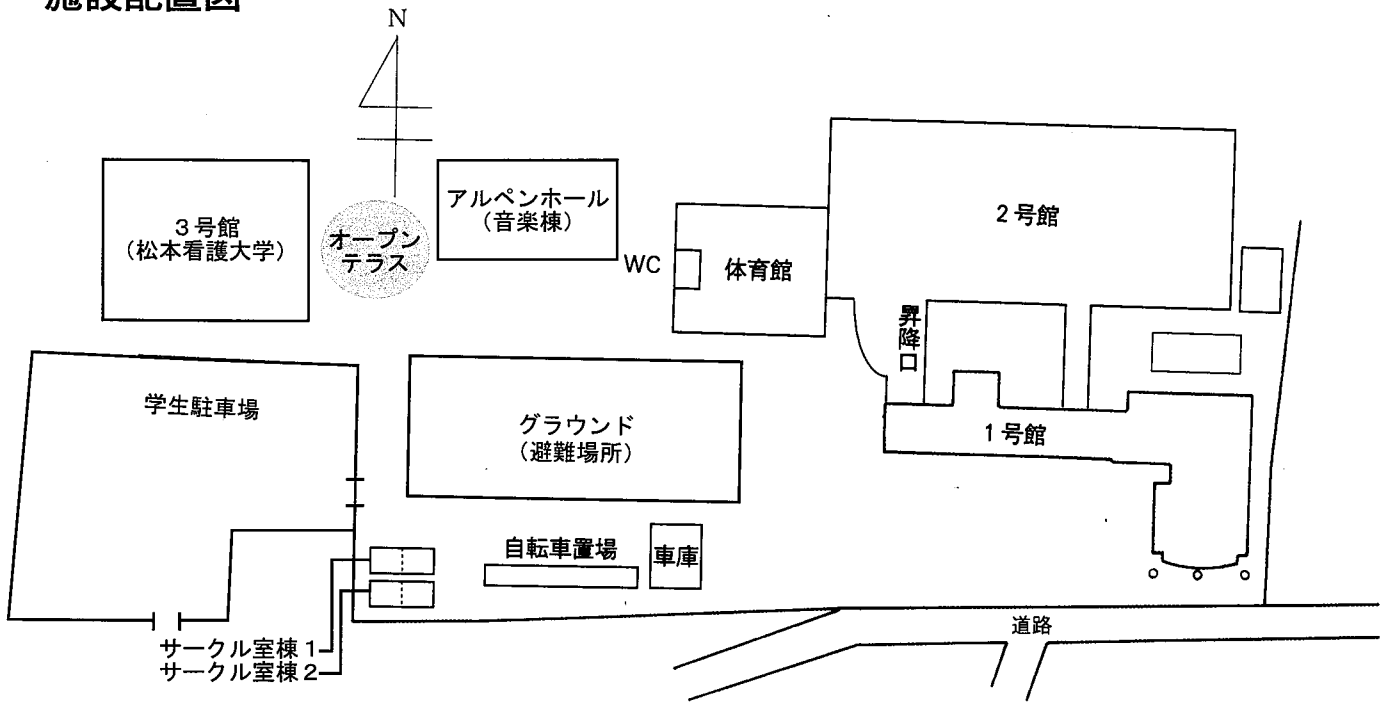 施設配置図
N
3号館
(松本看護大学)
オープン
テラス
アルペンホール
(音楽棟)
WC
体育館
2号館
昇降口
学生駐車場
グラウンド
(避難場所)
1号館
自転車置場
車庫
サークル室棟1
サークル室棟2
道路